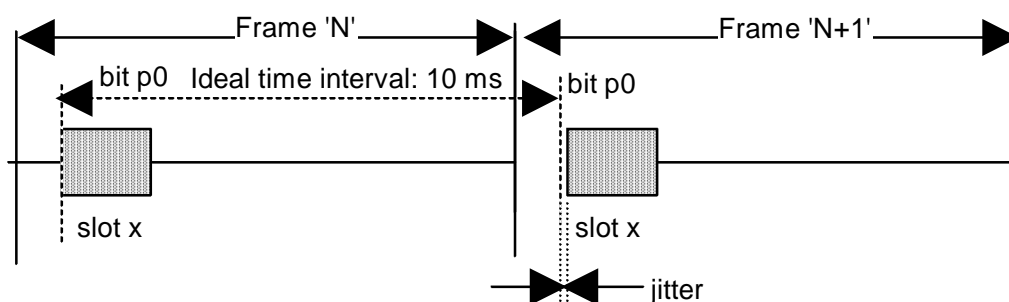 Frame 'N' Frame 'N+1'
bit p0 Ideal time interval: 10 ms bit p0
slot x slot x
jitter